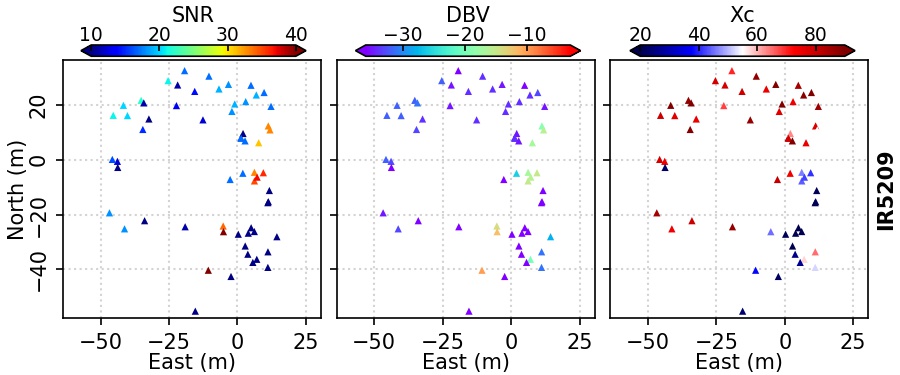 SNR DBV Xc
10 20 30 40 −30 −20 −10 20 40 60 80
20
0
−20
−40
North (m)
IR5209
−50 −25 0 25 −50 −25 0 25 −50 −25 0 25
East (m) East (m) East (m)